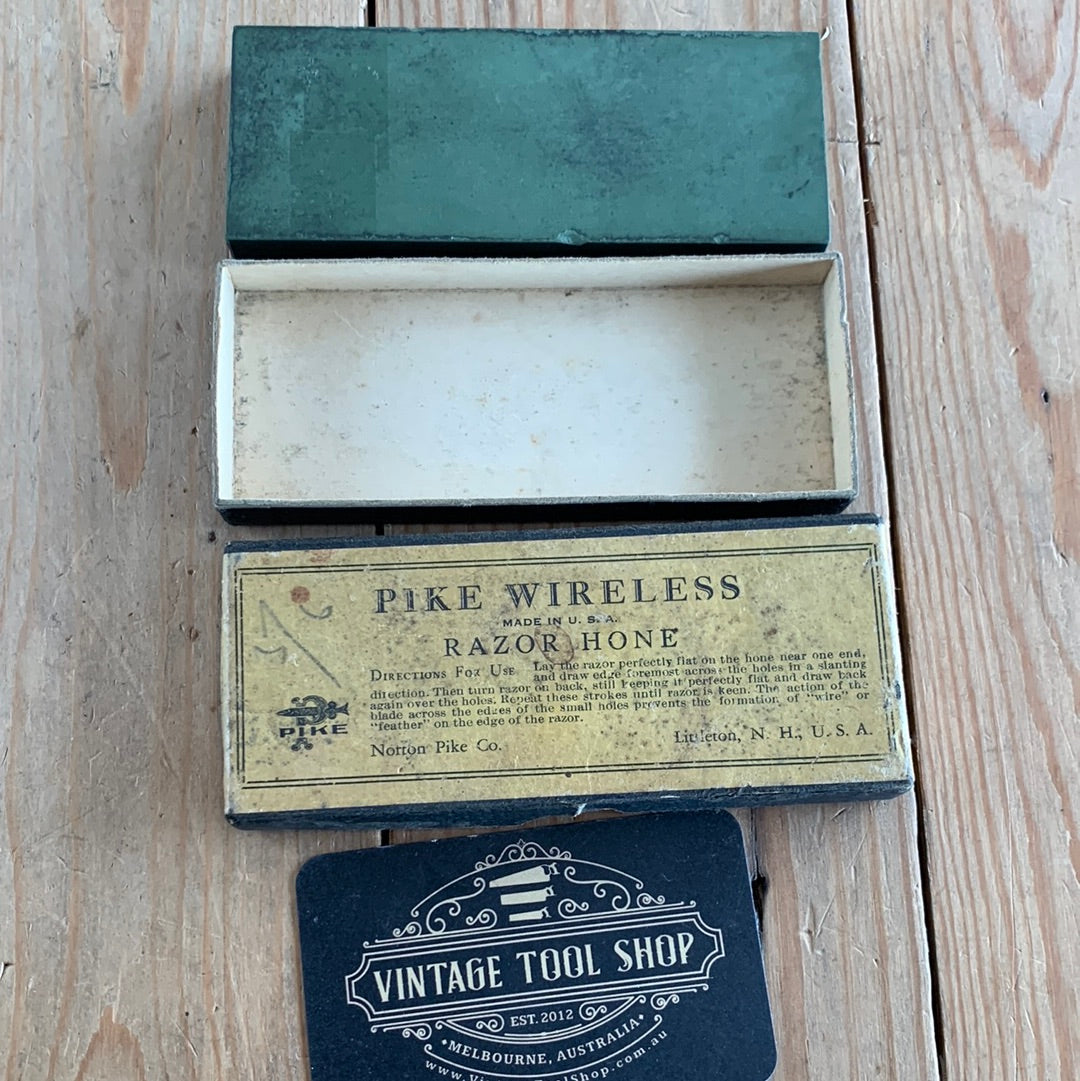 PIKE WIRELESS
MADE IN U. S. A.
RAZOR HONE
DIRECTIONS FOR USE Lay the razor perfectly flat on the hone near one end,
and draw edge foremost across the holes in a slanting
direction. Then turn razor on back, still keeping it perfectly flat and draw back
again over the holes. Repeat these strokes until razor is keen. The action of the
blade across the edges of the small holes prevents the formation of "wire" or
"feather" on the edge of the razor.
PIKE
Norton Pike Co. Littleton, N. H., U. S. A.
VINTAGE TOOL SHOP
EST. 2012
•MELBOURNE, AUSTRALIA•